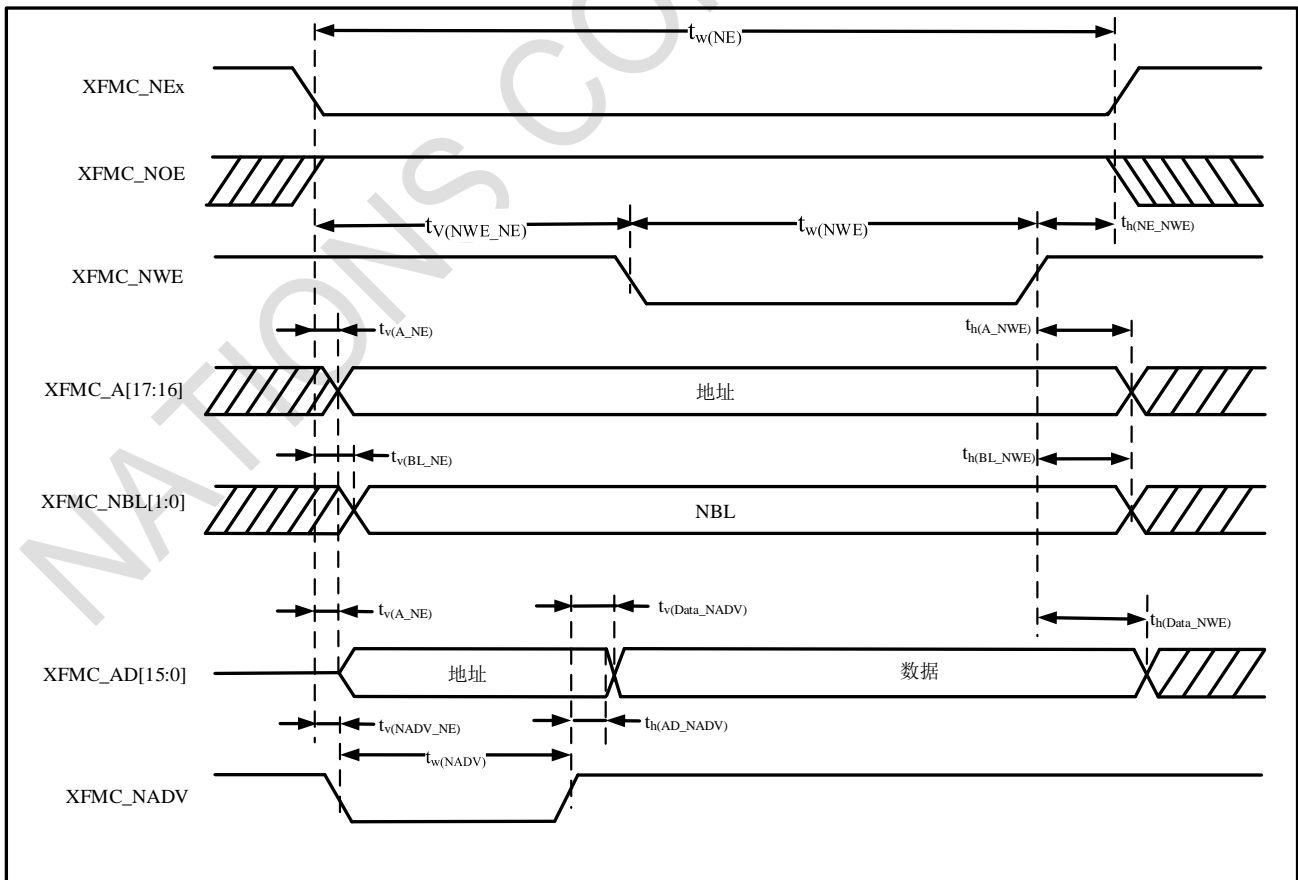 tw(NE)
XFMC_NEx
XFMC_NOE
tV(NWE_NE)
tw(NWE)
th(NE_NWE)
XFMC_NWE
tv(A_NE)
th(A_NWE)
XFMC_A[17:16]
地址
tv(BL_NE)
th(BL_NWE)
XFMC_NBL[1:0]
NBL
tv(A_NE)
tv(Data_NADV)
th(Data_NWE)
XFMC_AD[15:0]
地址
数据
tv(NADV_NE)
th(AD_NADV)
tw(NADV)
XFMC_NADV
NATIONS CO